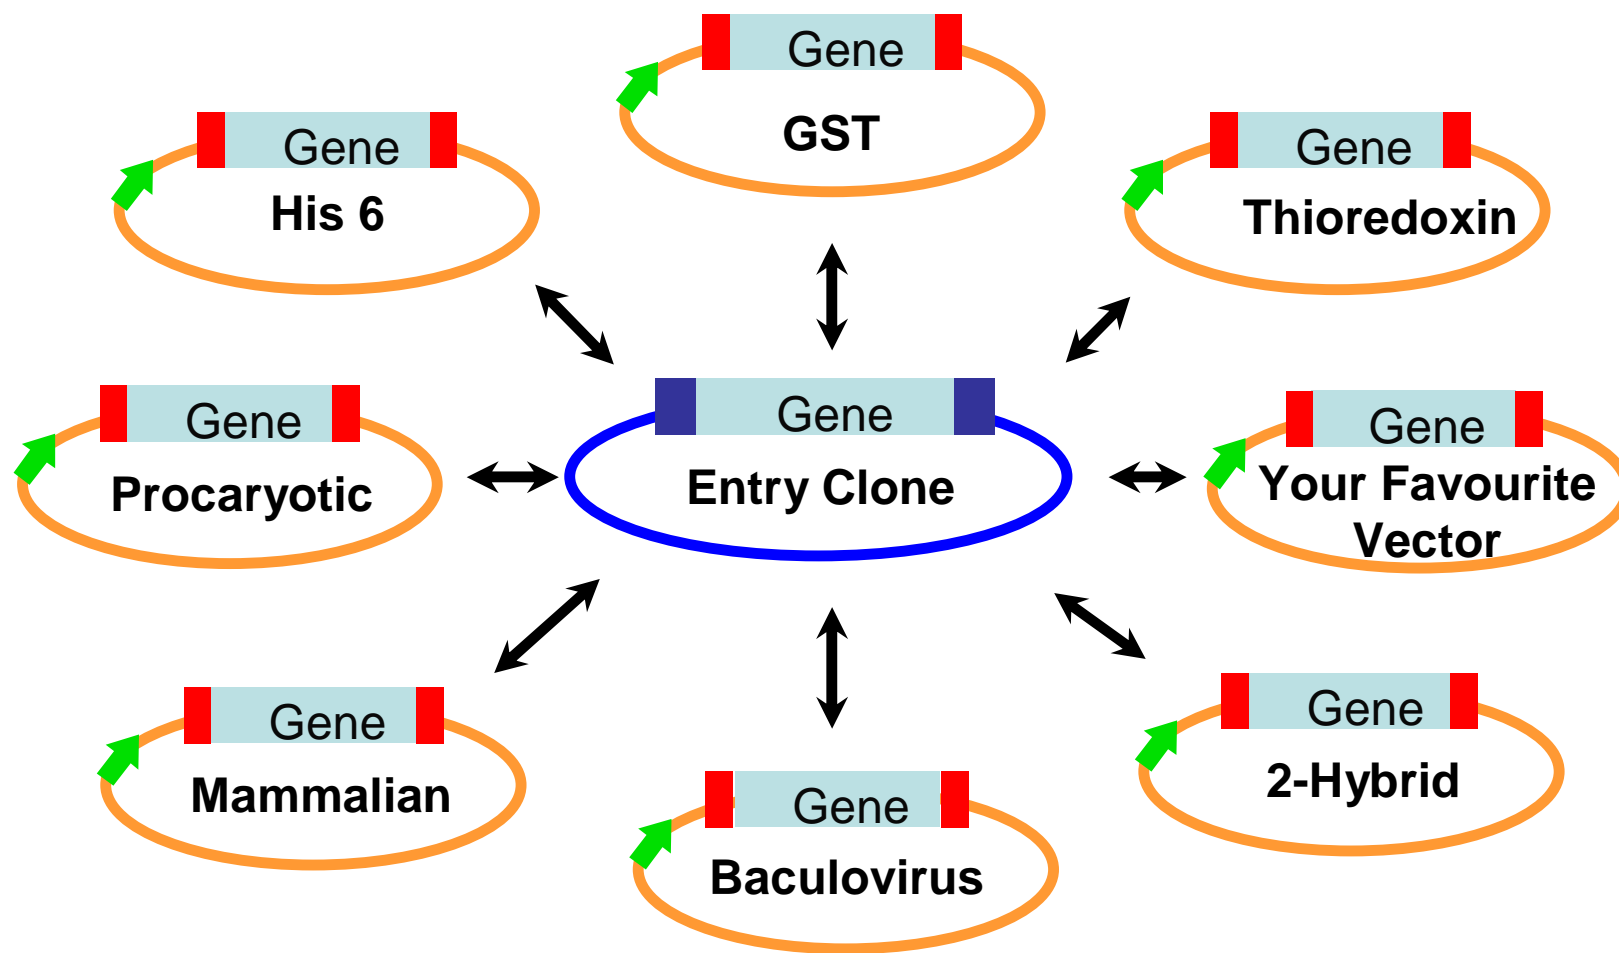 Gene
GST
Gene
His 6
Gene
Thioredoxin
Gene
Procaryotic
Gene
Entry Clone
Gene
Your Favourite
Vector
Gene
Mammalian
Gene
Baculovirus
Gene
2-Hybrid